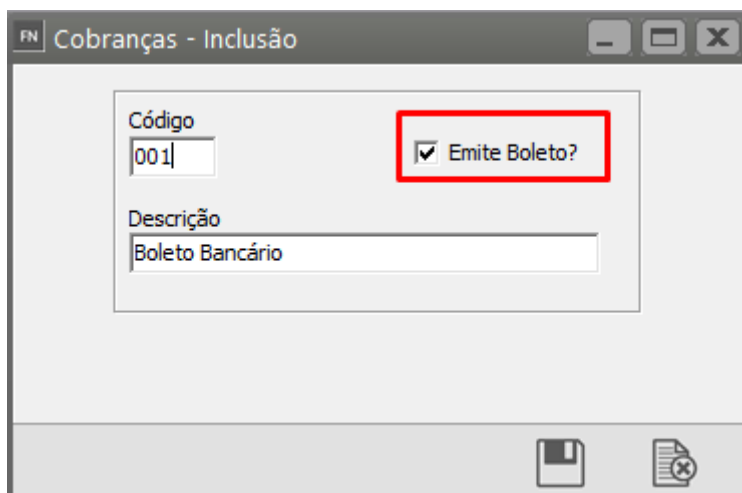 FN Cobranças - Inclusão
Código
001
Emite Boleto?
Descrição
Boleto Bancário